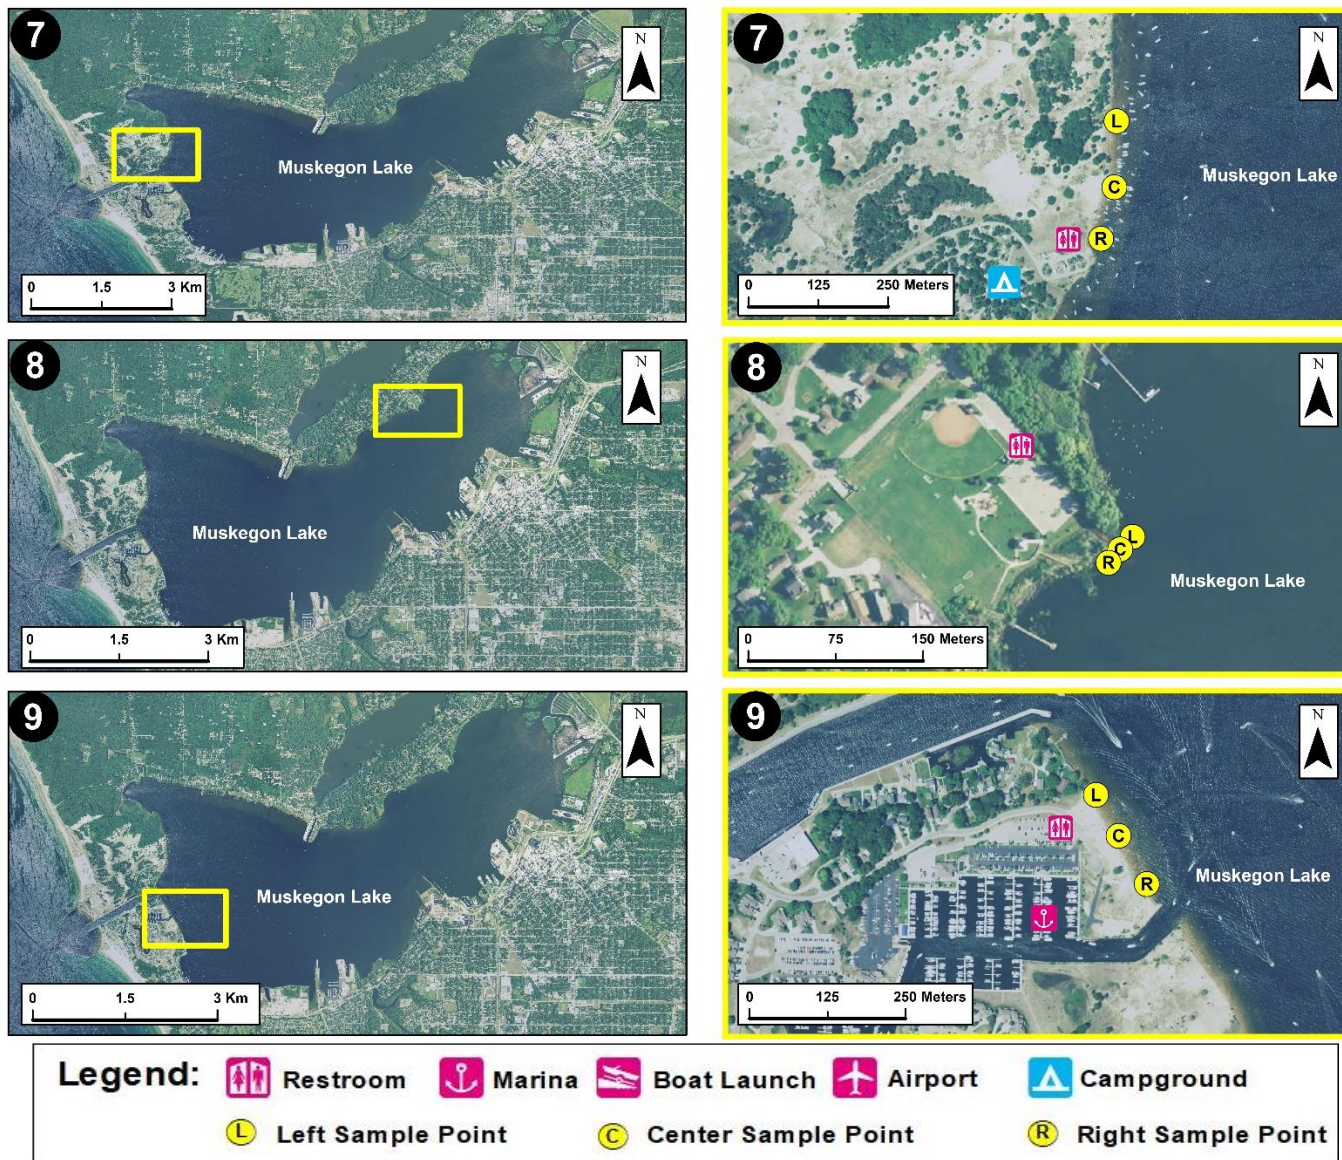 7
N
Muskegon Lake
0 1.5 3 Km
7
N
L
C
R
Muskegon Lake
0 125 250 Meters
8
N
Muskegon Lake
0 1.5 3 Km
8
N
L
C
R
Muskegon Lake
0 75 150 Meters
9
N
Muskegon Lake
0 1.5 3 Km
9
N
L
C
R
Muskegon Lake
0 125 250 Meters
Legend: Restroom Marina Boat Launch Airport Campground
L Left Sample Point C Center Sample Point R Right Sample Point